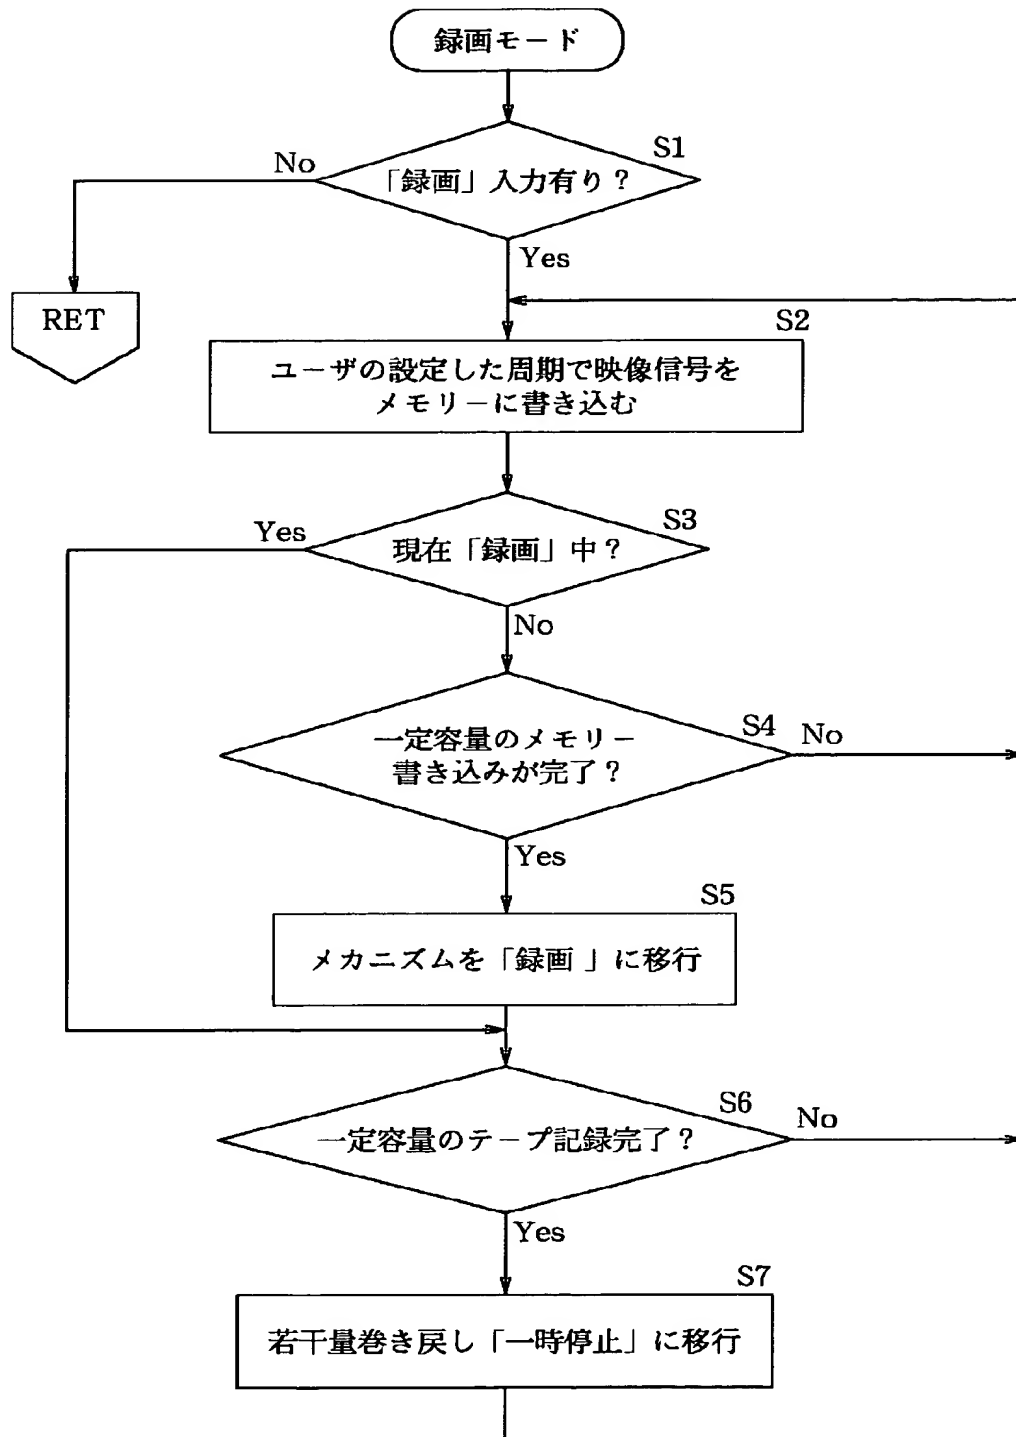 録画モード
S1
No
「録画」入力有り？
Yes
RET
S2
ユーザの設定した周期で映像信号を
メモリーに書き込む
S3
Yes
現在「録画」中？
No
S4
No
一定容量のメモリー
書き込みが完了？
Yes
S5
メカニズムを「録画 」に移行
S6
No
一定容量のテープ記録完了？
Yes
S7
若干量巻き戻し「一時停止」に移行